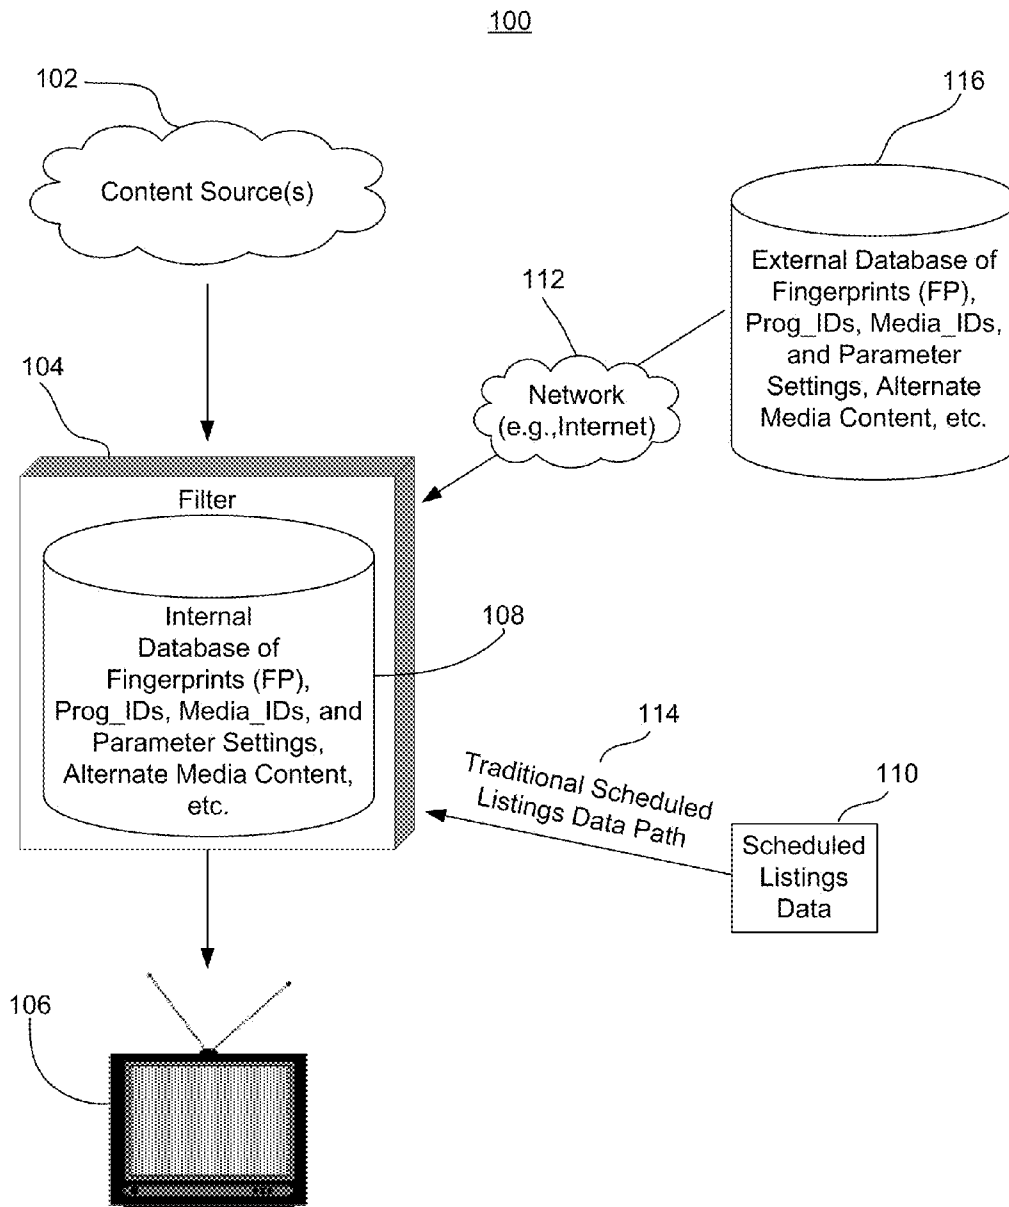 100
102
Content Source(s)
116
External Database of
Fingerprints (FP),
Prog_IDs, Media_IDs,
and Parameter
Settings, Alternate
Media Content, etc.
112
Network
(e.g.,Internet)
104
Filter
Internal
Database of
Fingerprints (FP),
Prog_IDs, Media_IDs, and
Parameter Settings,
Alternate Media Content,
etc.
108
114
Traditional Scheduled
Listings Data Path
110
Scheduled
Listings
Data
106